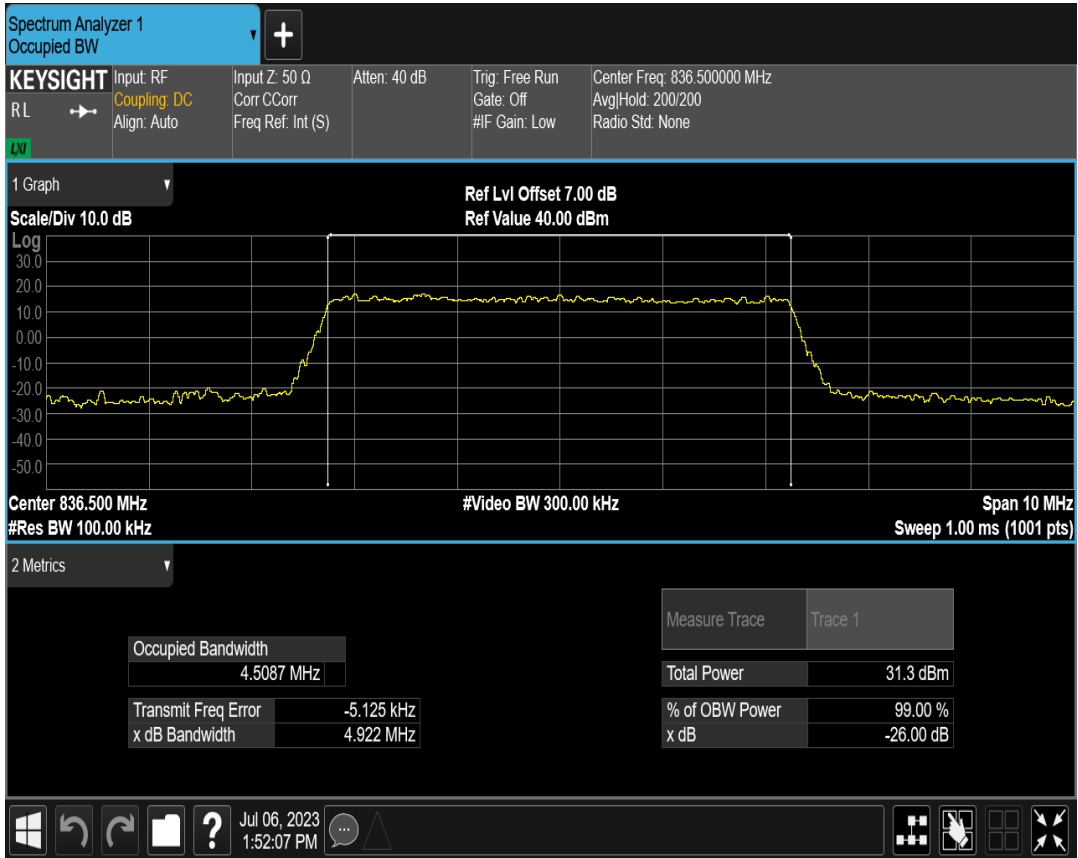 Spectrum Analyzer 1
Occupied BW
+
KEYSIGHT
R L
LXI
Input: RF
Coupling: DC
Align: Auto
Input Z: 50 Ω
Corr CCorr
Freq Ref: Int (S)
Atten: 40 dB
Trig: Free Run
Gate: Off
#IF Gain: Low
Center Freq: 836.500000 MHz
Avg|Hold: 200/200
Radio Std: None
1 Graph
Scale/Div 10.0 dB
Ref Lvl Offset 7.00 dB
Ref Value 40.00 dBm
Log
30.0
20.0
10.0
0.00
-10.0
-20.0
-30.0
-40.0
-50.0
Center 836.500 MHz
#Video BW 300.00 kHz
Span 10 MHz
#Res BW 100.00 kHz
Sweep 1.00 ms (1001 pts)
2 Metrics
Measure Trace Trace 1
Occupied Bandwidth
4.5087 MHz
Total Power 31.3 dBm
Transmit Freq Error -5.125 kHz
% of OBW Power 99.00 %
x dB Bandwidth 4.922 MHz
x dB -26.00 dB
?
Jul 06, 2023
1:52:07 PM